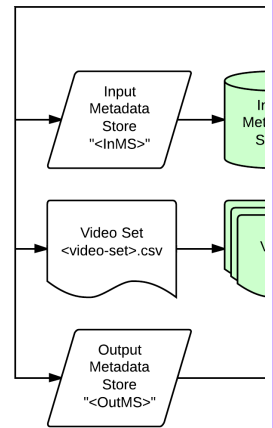 Input
Metadata
Store
"<InMS>"
Video Set
<video-set>.csv
Output
Metadata
Store
"<OutMS>"